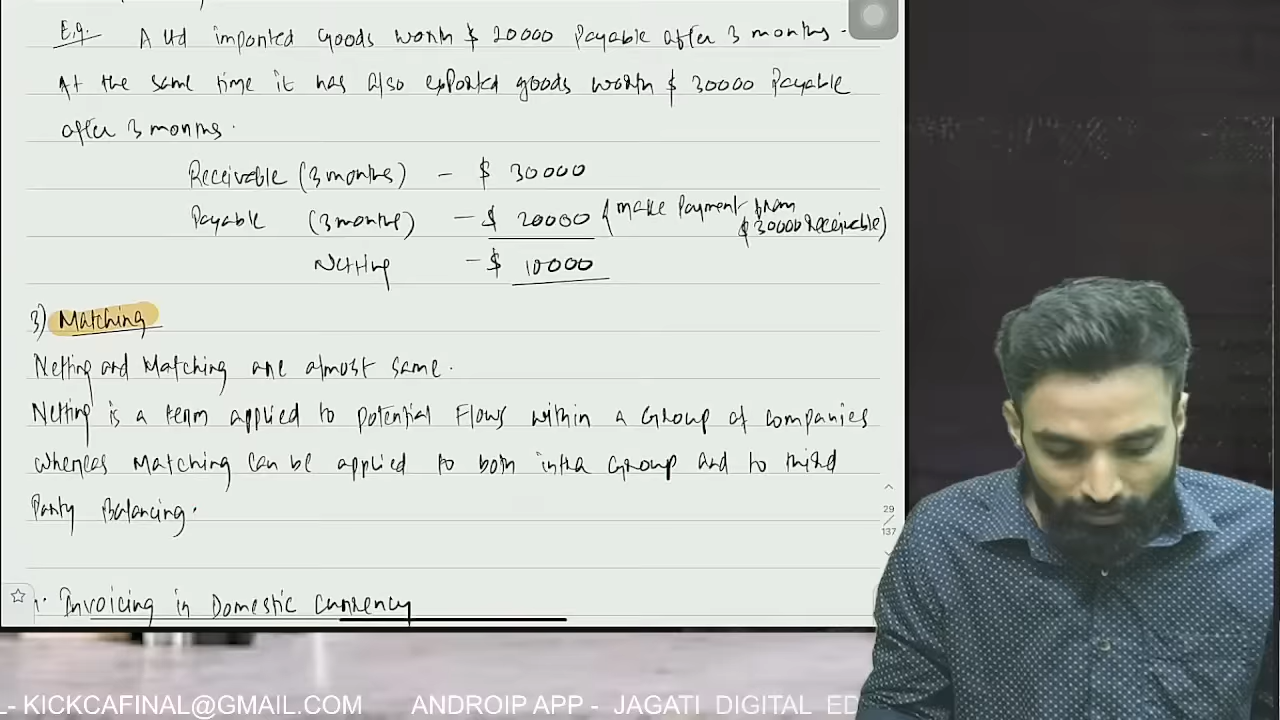 E.g. A Ltd imported Goods worth $ 20000 Payable after 3 months.
At the same time it has also exported goods worth $ 30000 Payable
after 3 months.
Receivable (3 months) - $ 30000
Payable (3 months) - $ 20000 (make Payment from
$ 30000 Receivable)
Netting - $ 10000
3) Matching
Netting and Matching are almost same.
Netting is a term applied to potential Flows within a Group of companies
whereas Matching can be applied to both intra Group and to third
Party Balancing.
29
/
137
Invoicing in Domestic Currency
L- KICKCAFINAL@GMAIL.COM ANDROIP APP - JAGATI DIGITAL ED